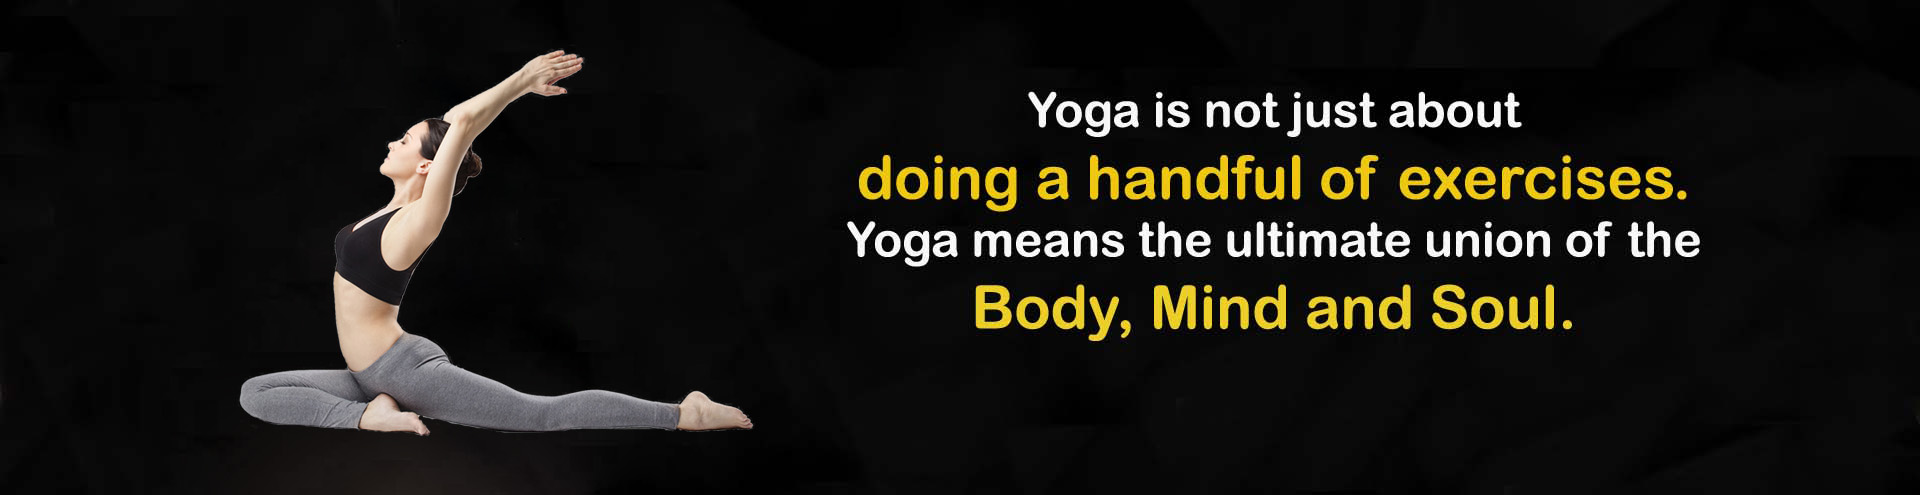 Yoga is not just about
doing a handful of exercises.
Yoga means the ultimate union of the
Body, Mind and Soul.